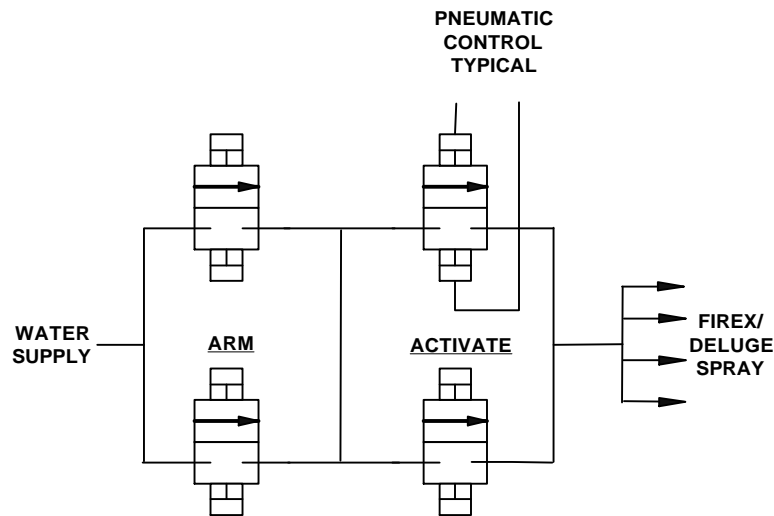 PNEUMATIC
CONTROL
TYPICAL
WATER
SUPPLY
ARM
ACTIVATE
FIREX/
DELUGE
SPRAY